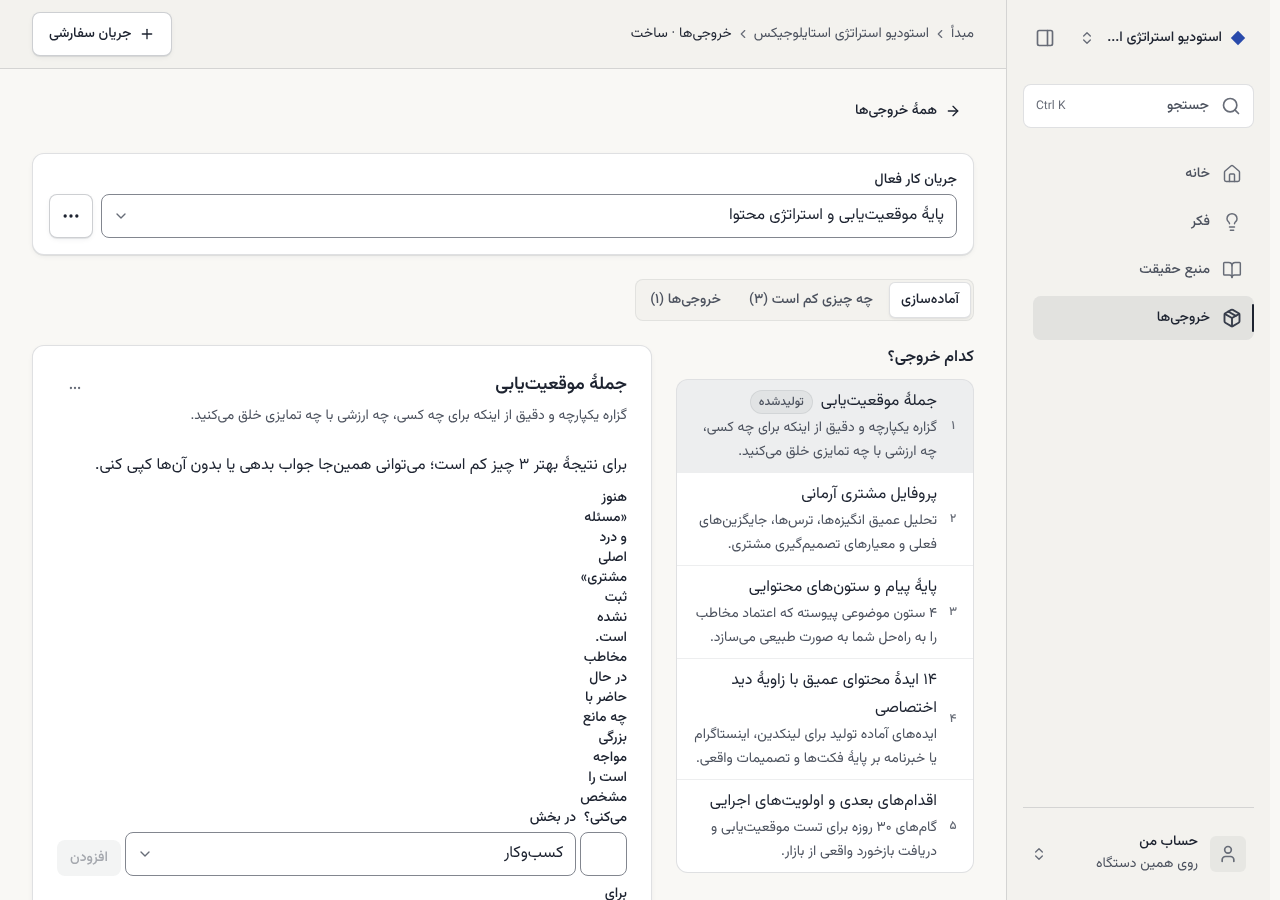 استودیو استراتژی ا...
جستجو
Ctrl K
خانه
فکر
منبع حقیقت
خروجی‌ها
حساب من
روی همین دستگاه
مبدأ
استودیو استراتژی استایلوجیکس
خروجی‌ها · ساخت
جریان سفارشی
همهٔ خروجی‌ها
جریان کار فعال
پایهٔ موقعیت‌یابی و استراتژی محتوا
آماده‌سازی
چه چیزی کم است (۳)
خروجی‌ها (۱)
کدام خروجی؟
۱
جملهٔ موقعیت‌یابی
تولیدشده
گزاره یکپارچه و دقیق از اینکه برای چه کسی،
چه ارزشی با چه تمایزی خلق می‌کنید.
۲
پروفایل مشتری آرمانی
تحلیل عمیق انگیزه‌ها، ترس‌ها، جایگزین‌های
فعلی و معیارهای تصمیم‌گیری مشتری.
۳
پایهٔ پیام و ستون‌های محتوایی
۴ ستون موضوعی پیوسته که اعتماد مخاطب
را به راه‌حل شما به صورت طبیعی می‌سازد.
۴
۱۴ ایدهٔ محتوای عمیق با زاویهٔ دید
اختصاصی
ایده‌های آماده تولید برای لینکدین، اینستاگرام
یا خبرنامه بر پایهٔ فکت‌ها و تصمیمات واقعی.
۵
اقدام‌های بعدی و اولویت‌های اجرایی
گام‌های ۳۰ روزه برای تست موقعیت‌یابی و
دریافت بازخورد واقعی از بازار.
جملهٔ موقعیت‌یابی
...
گزاره یکپارچه و دقیق از اینکه برای چه کسی، چه ارزشی با چه تمایزی خلق می‌کنید.
برای نتیجهٔ بهتر ۳ چیز کم است؛ می‌توانی همین‌جا جواب بدهی یا بدون آن‌ها کپی کنی.
هنوز
«مسئله
و درد
اصلی
مشتری»
ثبت
نشده
است.
مخاطب
در حال
حاضر با
چه مانع
بزرگی
مواجه
است را
مشخص
می‌کنی؟ در بخش
کسب‌وکار
افزودن
برای